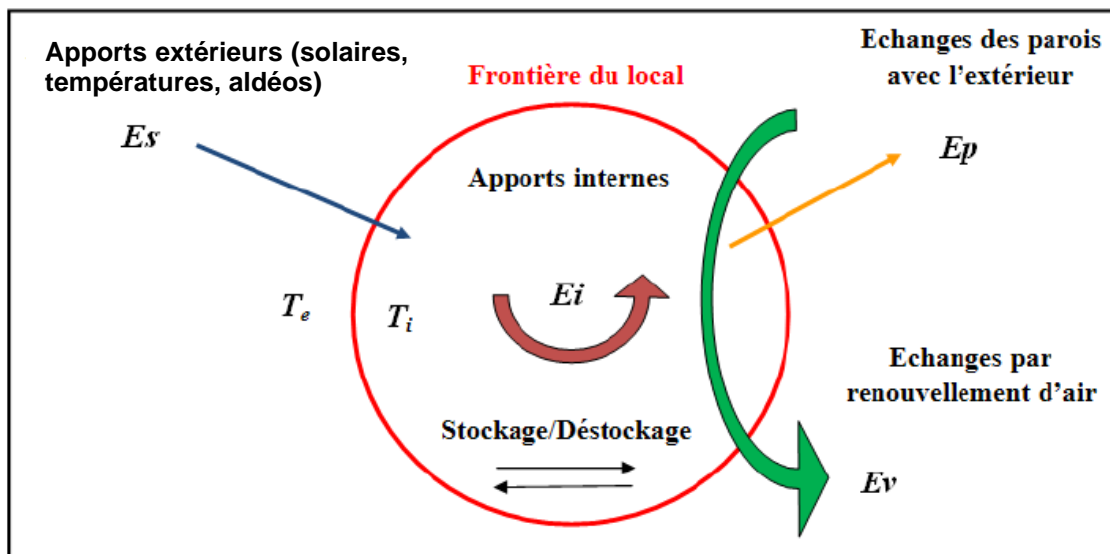 Apports extérieurs (solaires,
températures, aldéos)
Es
Frontière du local
Echanges des parois
avec l'extérieur
Ep
Apports internes
Ei
Te
Ti
Echanges par
renouvellement d'air
Ev
Stockage/Déstockage